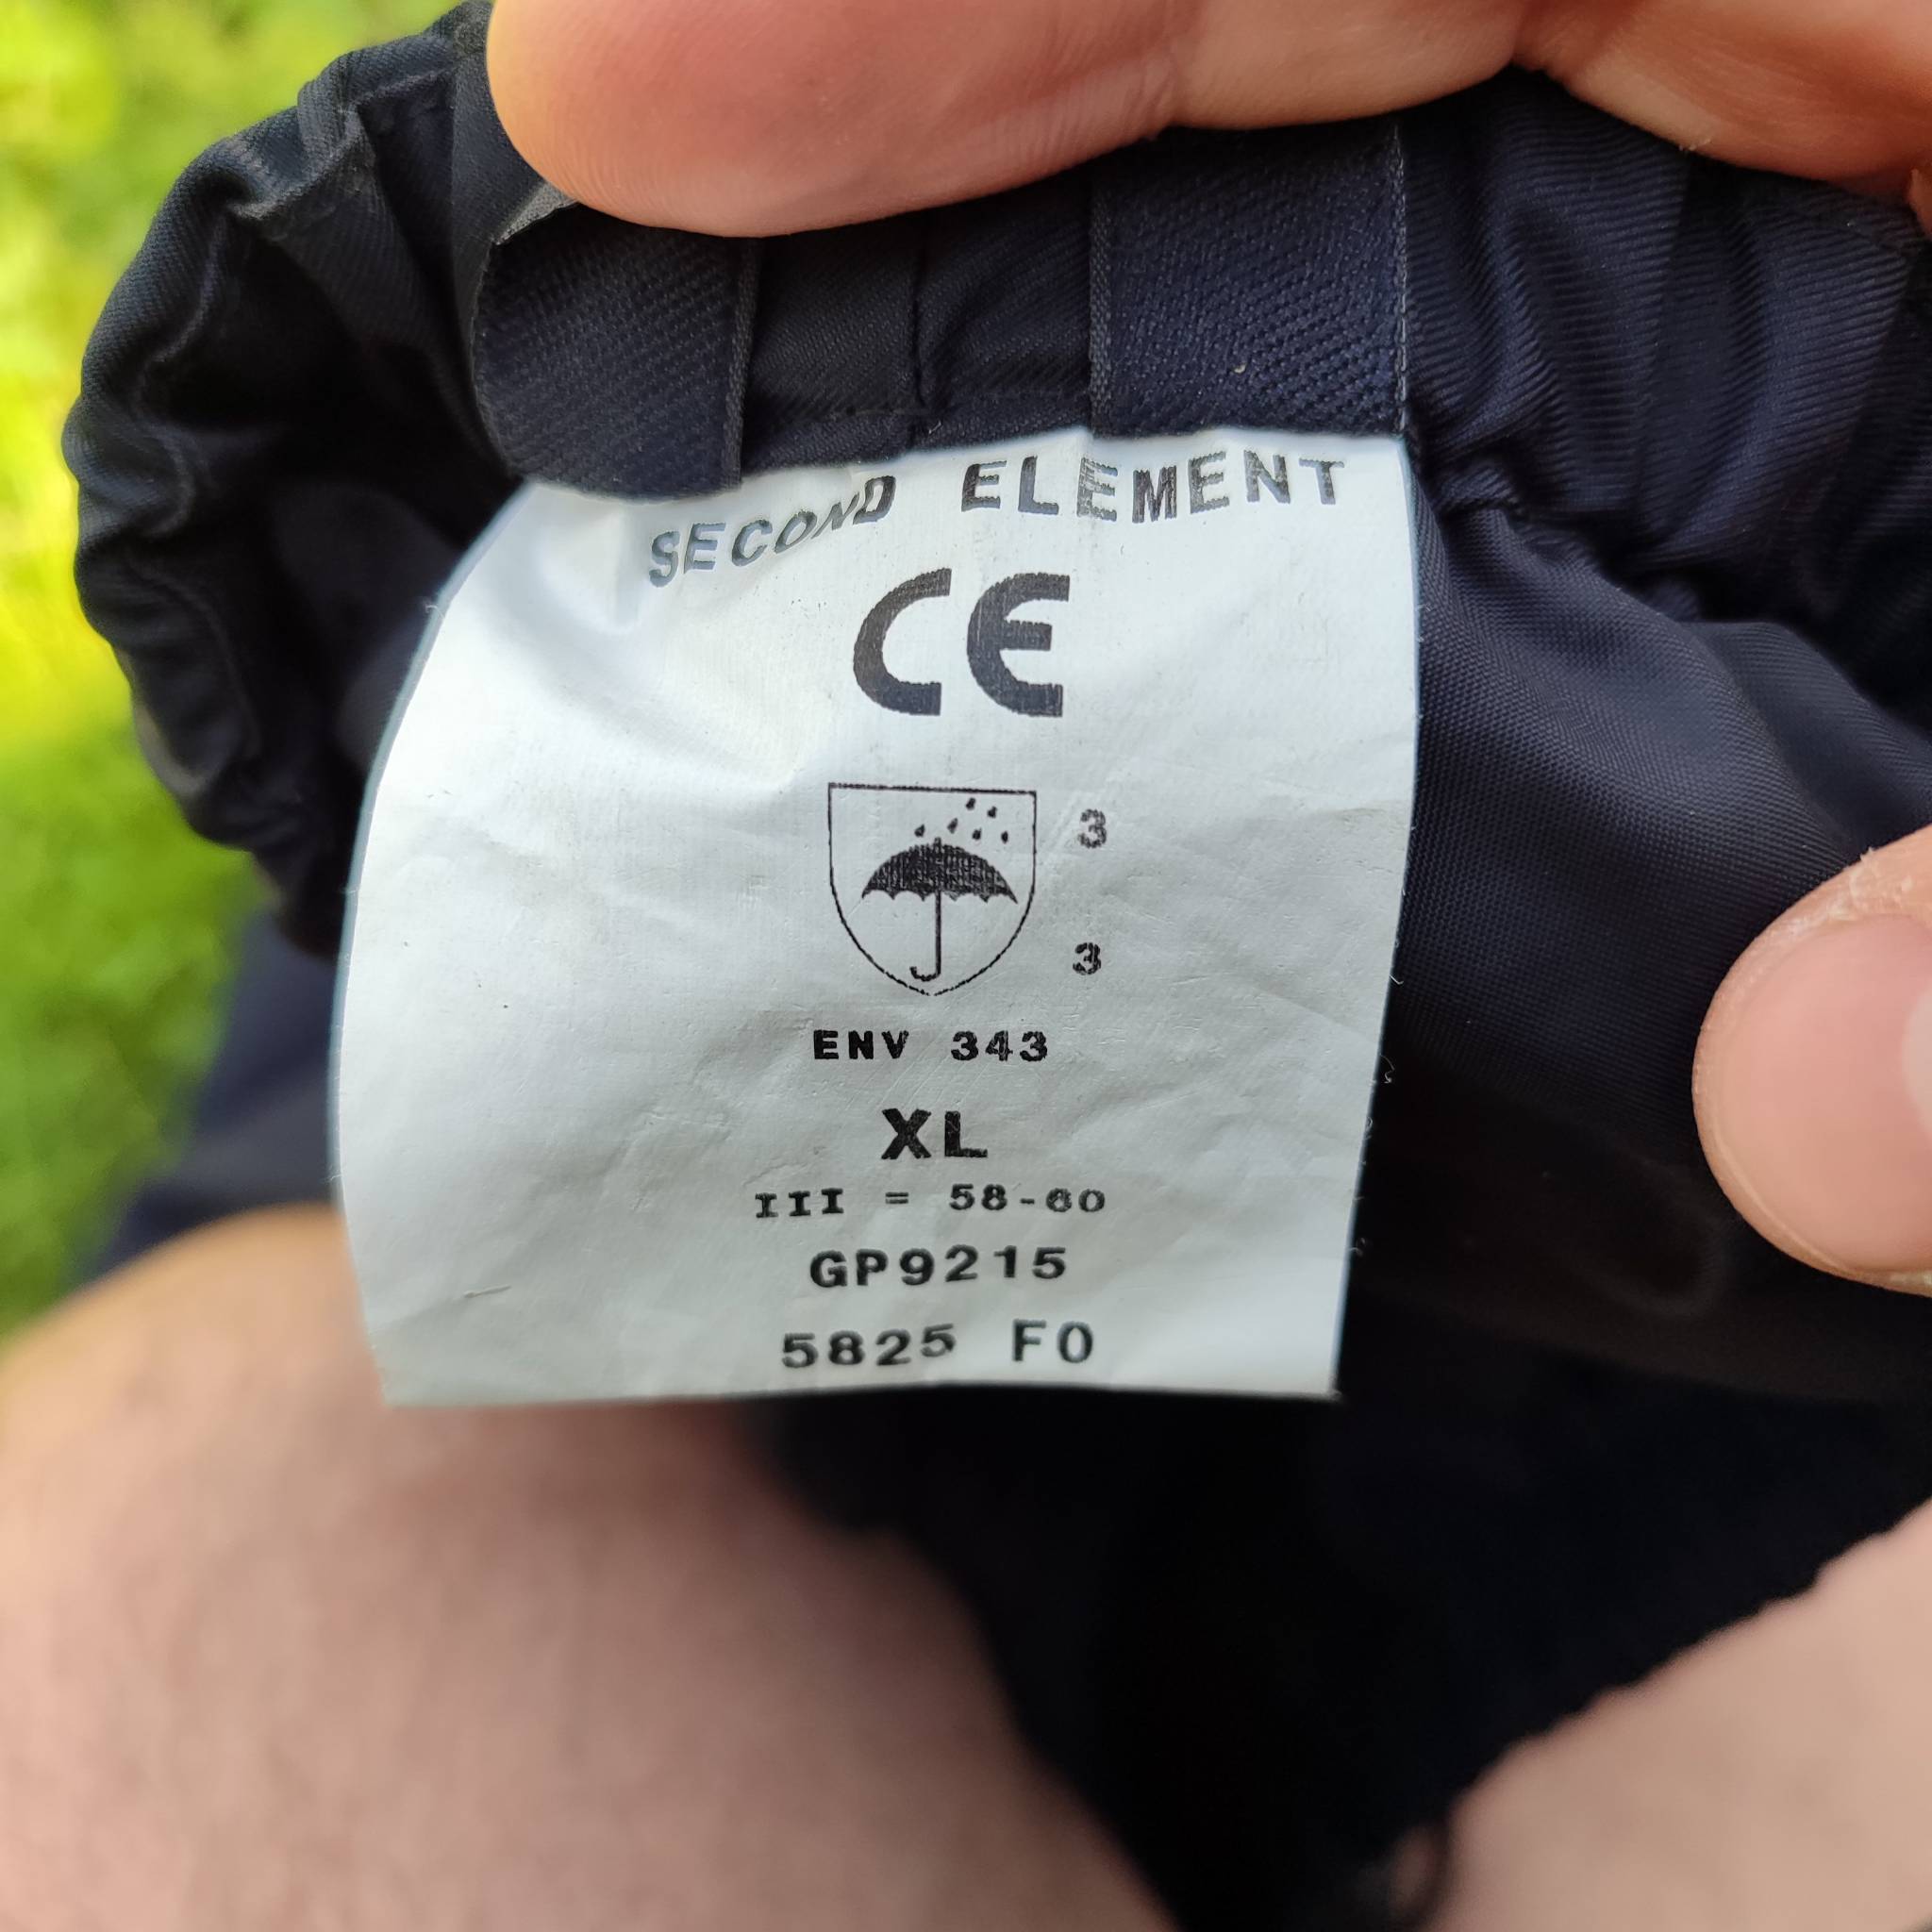 SECOND ELEMENT
CE
3
3
ENV 343
XL
III = 58-60
GP9215
5825 F0